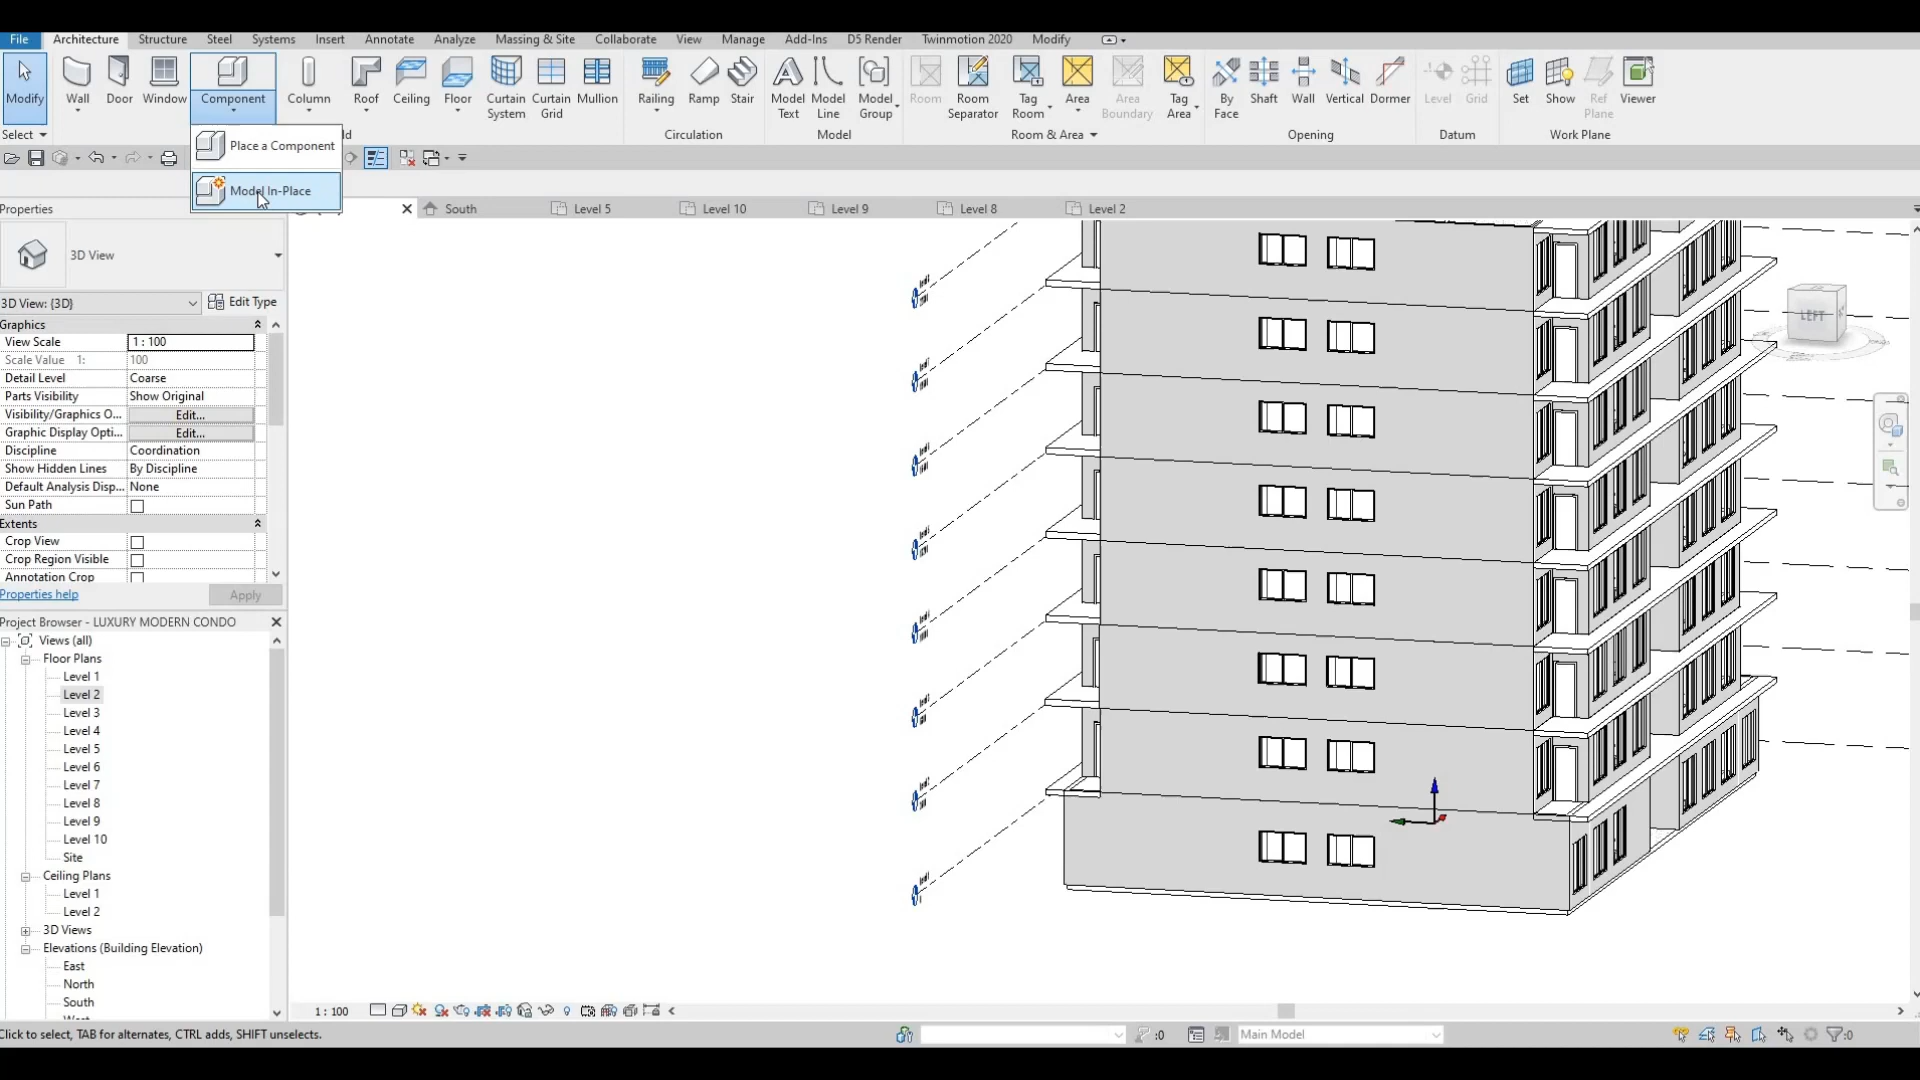 File Architecture Structure Steel Systems Insert Annotate Analyze Massing & Site Collaborate View Manage Add-Ins D5 Render Twinmotion 2020 Modify
Modify Wall Door Window Component Column Roof Ceiling Floor Curtain System Curtain Grid Mullion Railing Ramp Stair Model Text Model Line Model Group Room Room Separator Tag Room Area Area Boundary Tag Area By Face Shaft Wall Vertical Dormer Level Grid Set Show Ref Plane Viewer
Select ld Circulation Model Room & Area Opening Datum Work Plane
Place a Component
Model In-Place
Properties
South Level 5 Level 10 Level 9 Level 8 Level 2
3D View
3D View: {3D} Edit Type
Graphics
View Scale 1 : 100
Scale Value 1: 100
Detail Level Coarse
Parts Visibility Show Original
Visibility/Graphics O... Edit...
Graphic Display Opti... Edit...
Discipline Coordination
Show Hidden Lines By Discipline
Default Analysis Disp... None
Sun Path
Extents
Crop View
Crop Region Visible
Annotation Crop
Properties help Apply
Project Browser - LUXURY MODERN CONDO
Views (all)
Floor Plans
Level 1
Level 2
Level 3
Level 4
Level 5
Level 6
Level 7
Level 8
Level 9
Level 10
Site
Ceiling Plans
Level 1
Level 2
3D Views
Elevations (Building Elevation)
East
North
South
LEFT
1 : 100
Click to select, TAB for alternates, CTRL adds, SHIFT unselects.
:0
Main Model
:0